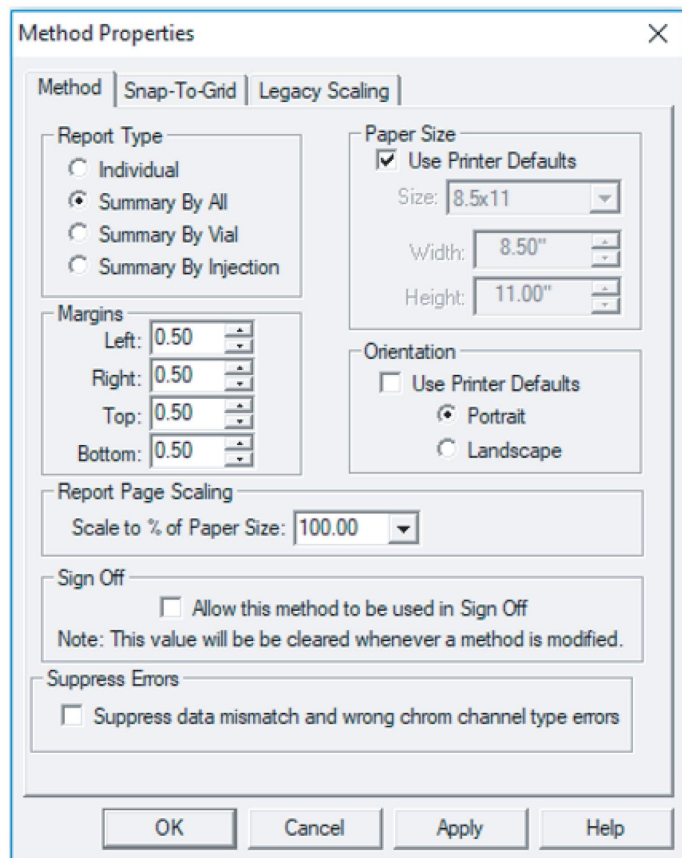 Method Properties
Method Snap-To-Grid Legacy Scaling
Report Type
Individual
Summary By All
Summary By Vial
Summary By Injection
Paper Size
Use Printer Defaults
Size: 8.5x11
Width: 8.50"
Height: 11.00"
Margins
Left: 0.50
Right: 0.50
Top: 0.50
Bottom: 0.50
Orientation
Use Printer Defaults
Portrait
Landscape
Report Page Scaling
Scale to % of Paper Size: 100.00
Sign Off
Allow this method to be used in Sign Off
Note: This value will be be cleared whenever a method is modified.
Suppress Errors
Suppress data mismatch and wrong chrom channel type errors
OK Cancel Apply Help